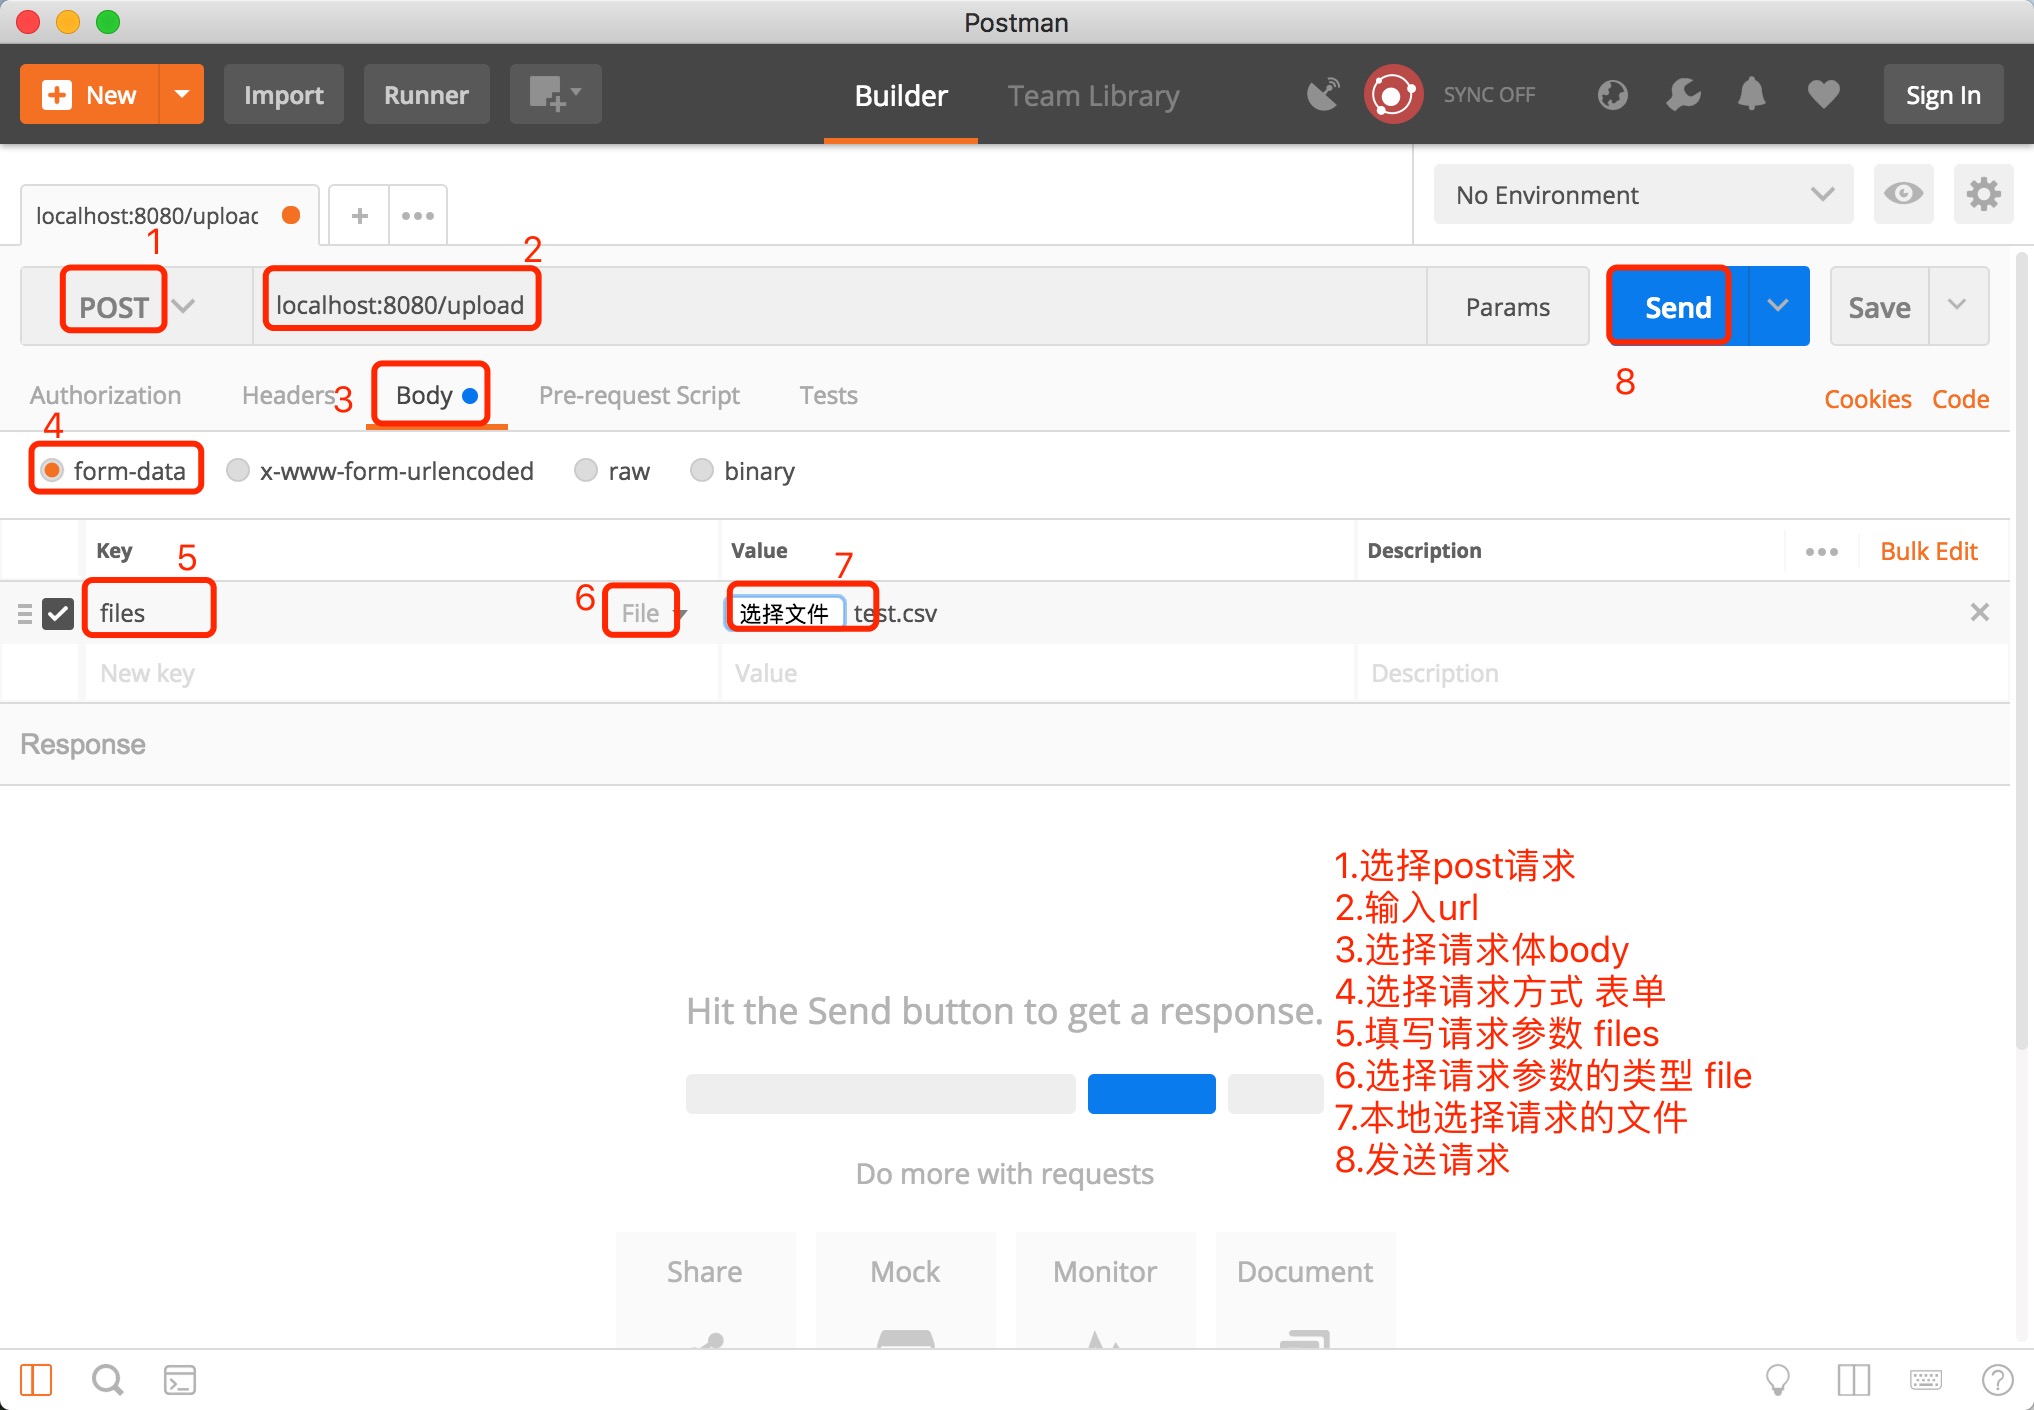 Postman
New
Import
Runner
Builder
Team Library
SYNC OFF
Sign In
localhost:8080/upload
No Environment
1
2
POST
localhost:8080/upload
Params
Send
Save
Authorization
Headers
3
Body
Pre-request Script
Tests
8
Cookies
Code
4
form-data
x-www-form-urlencoded
raw
binary
Key
5
Value
7
Description
Bulk Edit
files
6
File
选择文件
test.csv
New key
Value
Description
Response
1.选择post请求
2.输入url
3.选择请求体body
4.选择请求方式 表单
5.填写请求参数 files
6.选择请求参数的类型 file
7.本地选择请求的文件
8.发送请求
Hit the Send button to get a response.
Do more with requests
Share
Mock
Monitor
Document